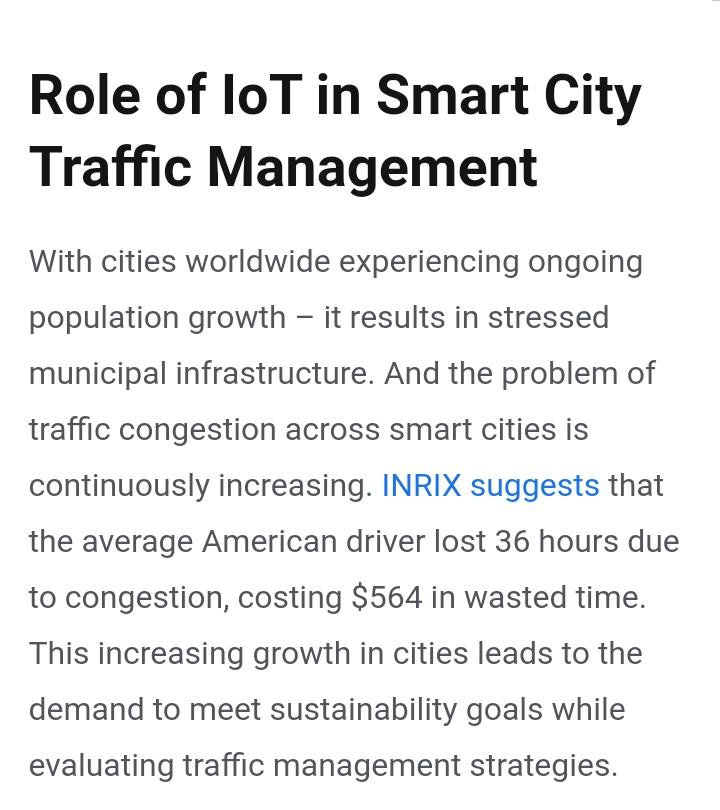 Role of IoT in Smart City
Traffic Management
With cities worldwide experiencing ongoing
population growth – it results in stressed
municipal infrastructure. And the problem of
traffic congestion across smart cities is
continuously increasing. INRIX suggests that
the average American driver lost 36 hours due
to congestion, costing $564 in wasted time.
This increasing growth in cities leads to the
demand to meet sustainability goals while
evaluating traffic management strategies.